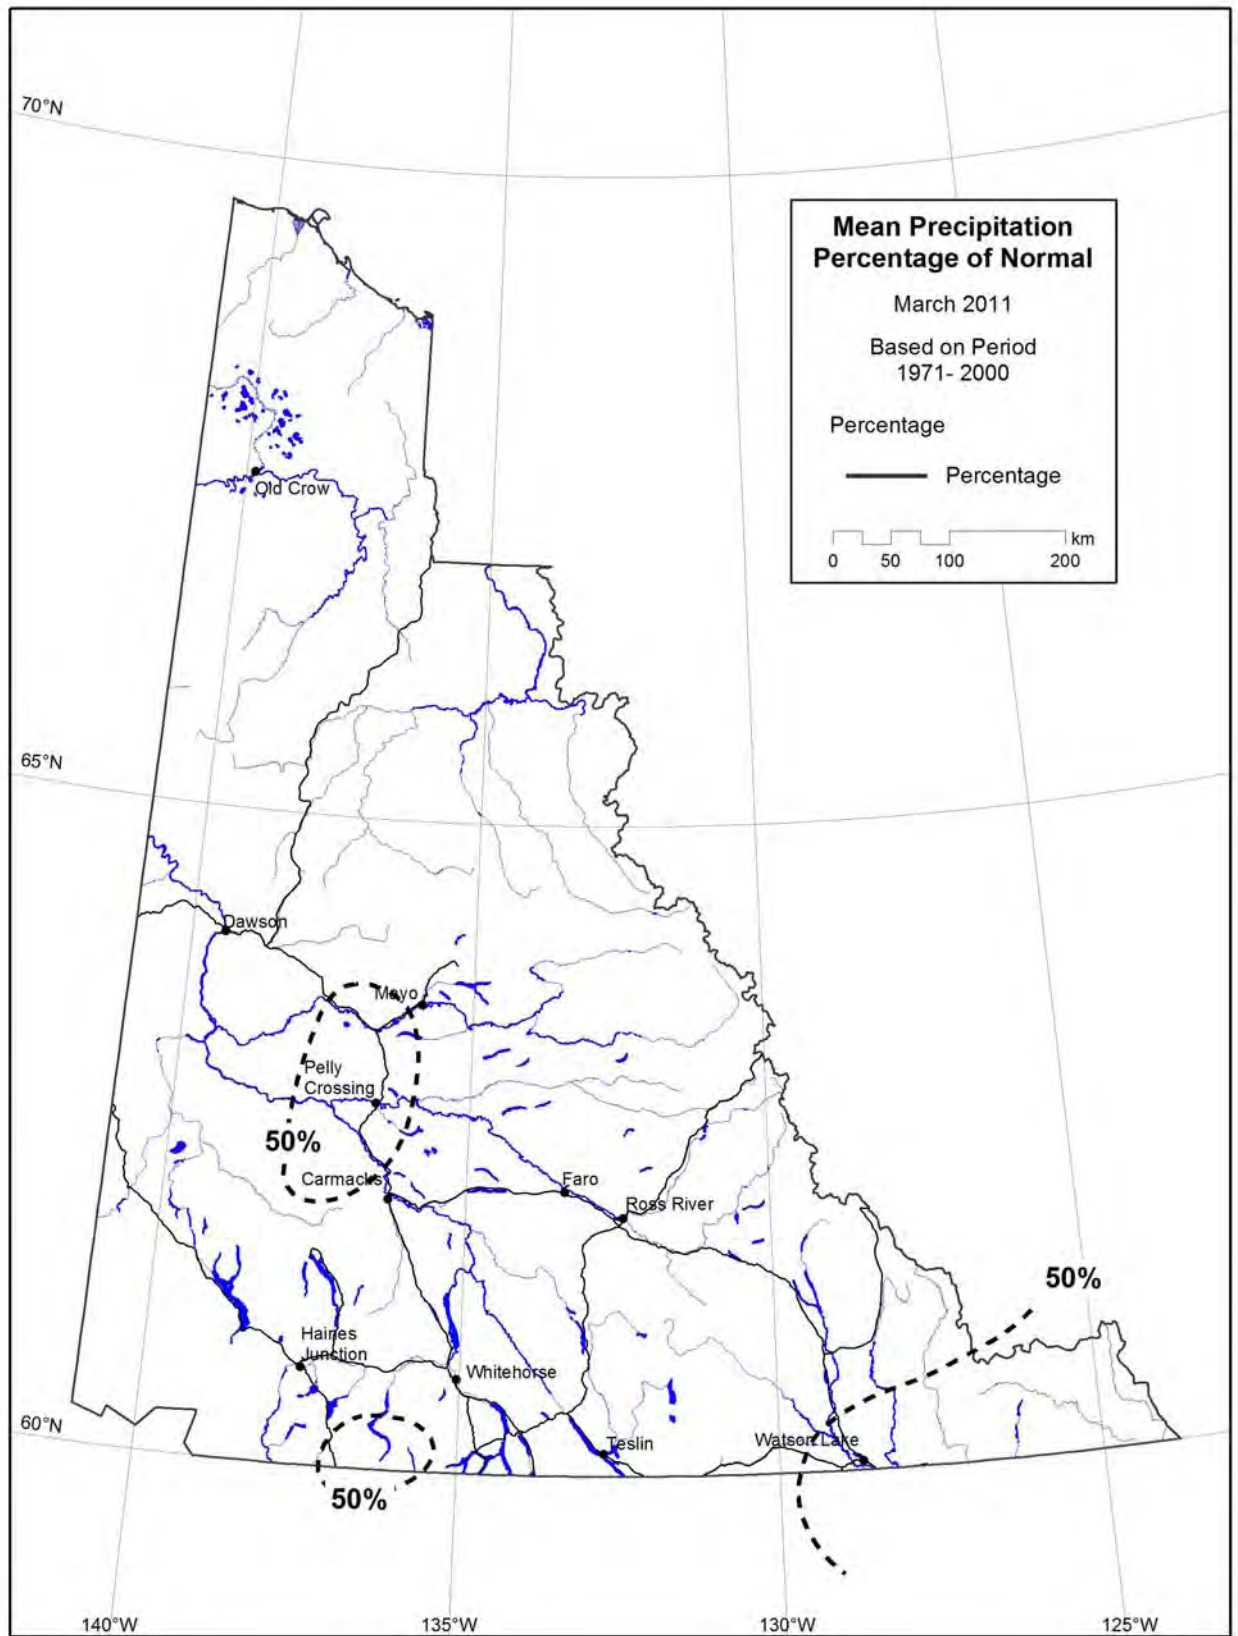 70°N
Mean Precipitation
Percentage of Normal
March 2011
Based on Period
1971- 2000
Percentage
Percentage
km
0 50 100 200
Old Crow
65°N
Dawson
Mayo
Pelly
Crossing
50%
Carmacks
Faro
Ross River
50%
Haines
Junction
Whitehorse
60°N
Teslin
Watson Lake
50%
140°W 135°W 130°W 125°W